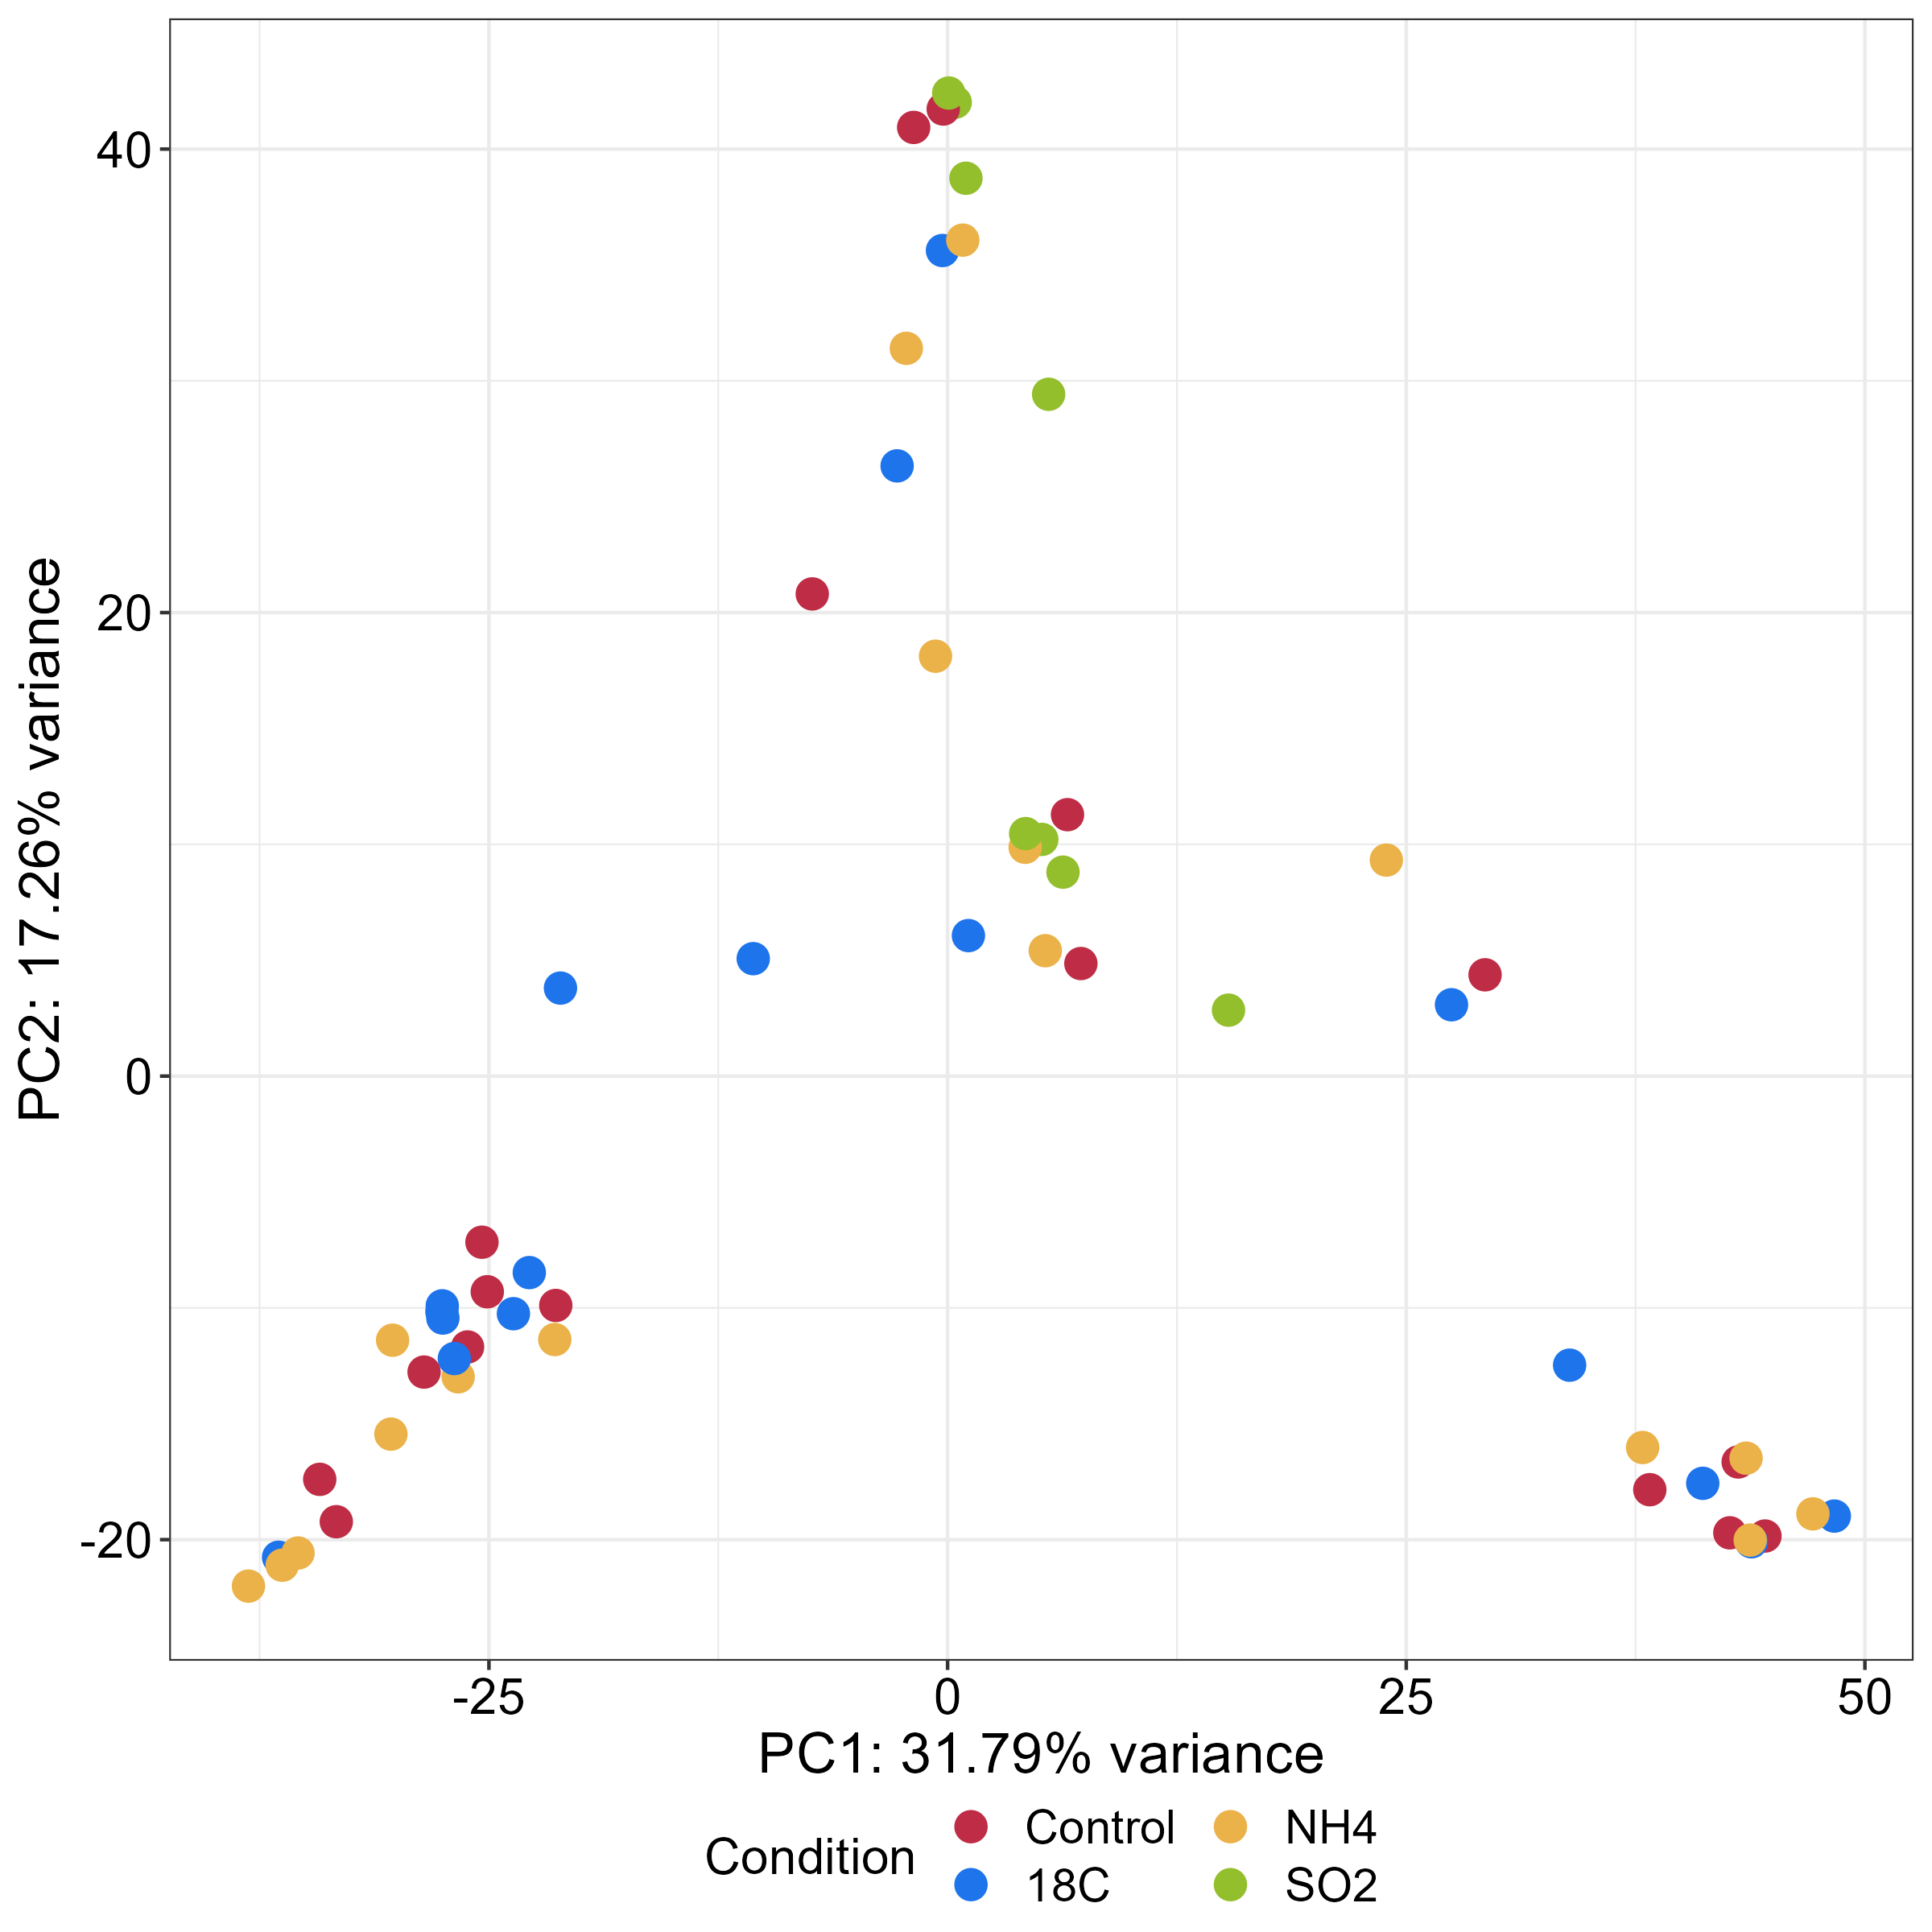 PC2: 17.26% variance
40
20
0
-20
-25 0 25 50
PC1: 31.79% variance
Condition
Control NH4
18C SO2